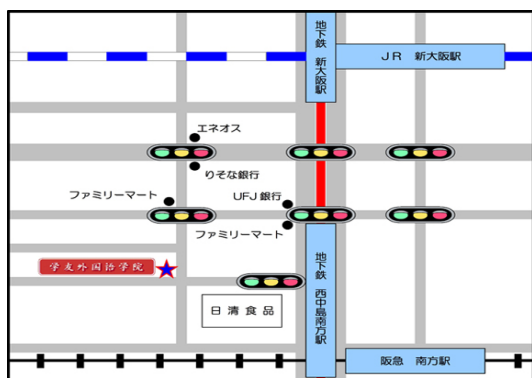 地下鉄 新大阪駅
JR 新大阪駅
エネオス
りそな銀行
ファミリーマート
UFJ銀行
ファミリーマート
学友外国语学院
地下鉄 西中島南方駅
日清食品
阪急 南方駅